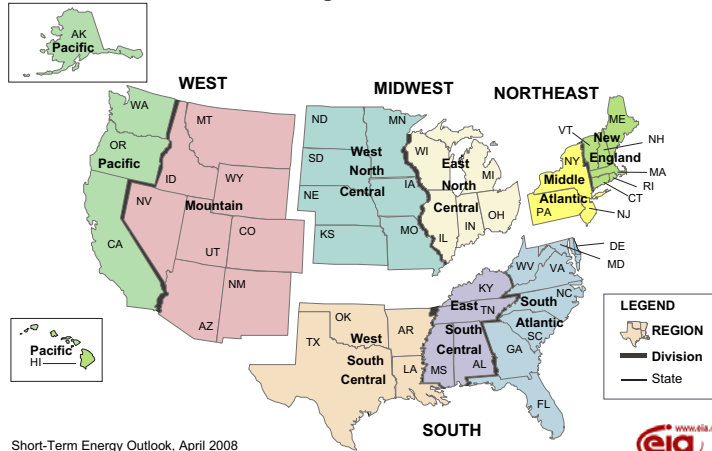 AK
Pacific
WEST
MIDWEST
NORTHEAST
WA
MT
ND
MN
ME
VT
New
NH
OR
Pacific
WI
SD
West
North
Central
East
North
Central
NY
England
MI
MA
ID
WY
Middle
Atlantic
RI
NE
IA
CT
NV
Mountain
PA
NJ
OH
CO
KS
MO
IL
IN
CA
UT
DE
MD
WV
VA
NM
KY
NC
East
South
Central
TN
South
Atlantic
LEGEND
OK
AR
SC
REGION
AZ
TX
West
South
Central
GA
Pacific
HI
LA
MS
AL
Division
State
FL
SOUTH
Short-Term Energy Outlook, April 2008
www.eia.
eia